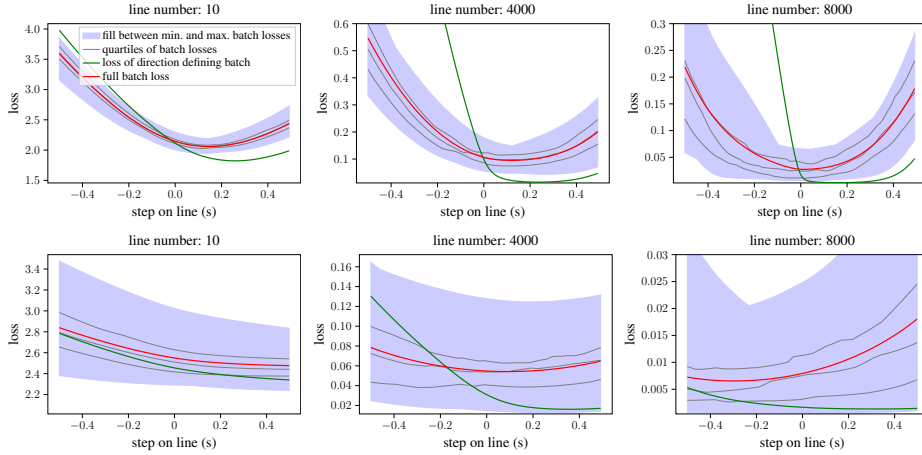 line number: 10
line number: 4000
line number: 8000
4.0
3.5
3.0
2.5
2.0
1.5
loss
fill between min. and max. batch losses
quartiles of batch losses
loss of direction defining batch
full batch loss
−0.4 −0.2 0.0 0.2 0.4
step on line (s)
0.6
0.5
0.4
0.3
0.2
0.1
loss
−0.4 −0.2 0 0.2 0.4
step on line (s)
0.3
0.25
0.2
0.15
0.1
0.05
loss
−0.4 −0.2 0 0.2 0.4
step on line (s)
line number: 10
line number: 4000
line number: 8000
3.4
3.2
3.0
2.8
2.6
2.4
2.2
loss
−0.4 −0.2 0.0 0.2 0.4
step on line (s)
0.16
0.14
0.12
0.10
0.08
0.06
0.04
0.02
loss
−0.4 −0.2 0.0 0.2 0.4
step on line (s)
0.03
0.025
0.02
0.015
0.01
0.005
loss
−0.4 −0.2 0 0.2 0.4
step on line (s)